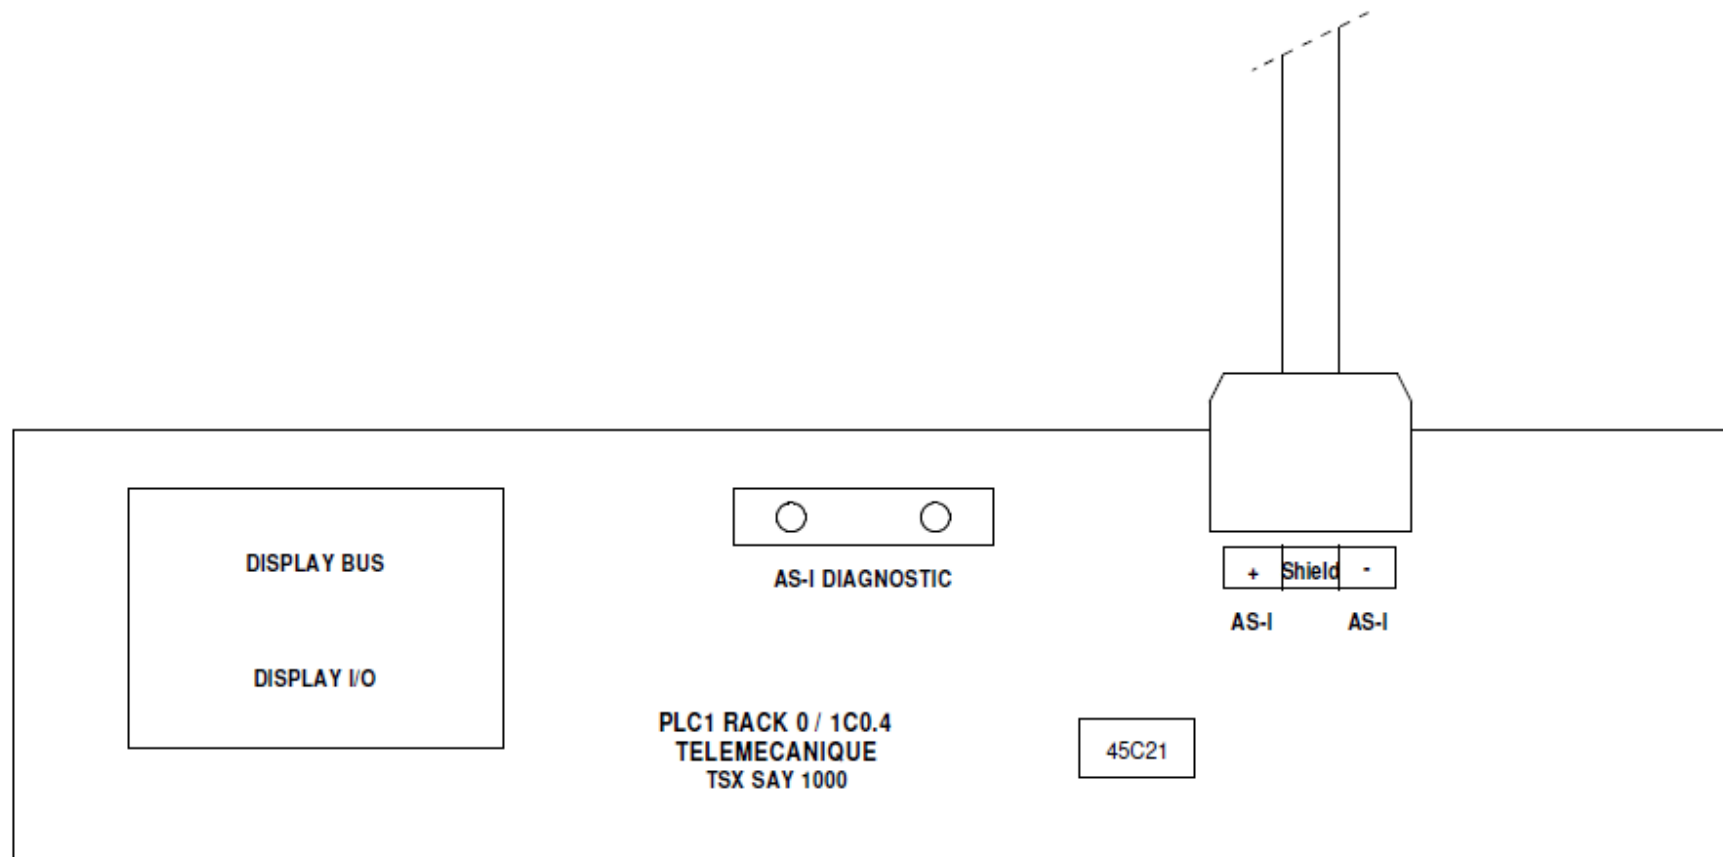 DISPLAY BUS
DISPLAY I/O
AS-I DIAGNOSTIC
+ Shield -
AS-I AS-I
PLC1 RACK 0 / 1C0.4
TELEMECANIQUE
TSX SAY 1000
45C21